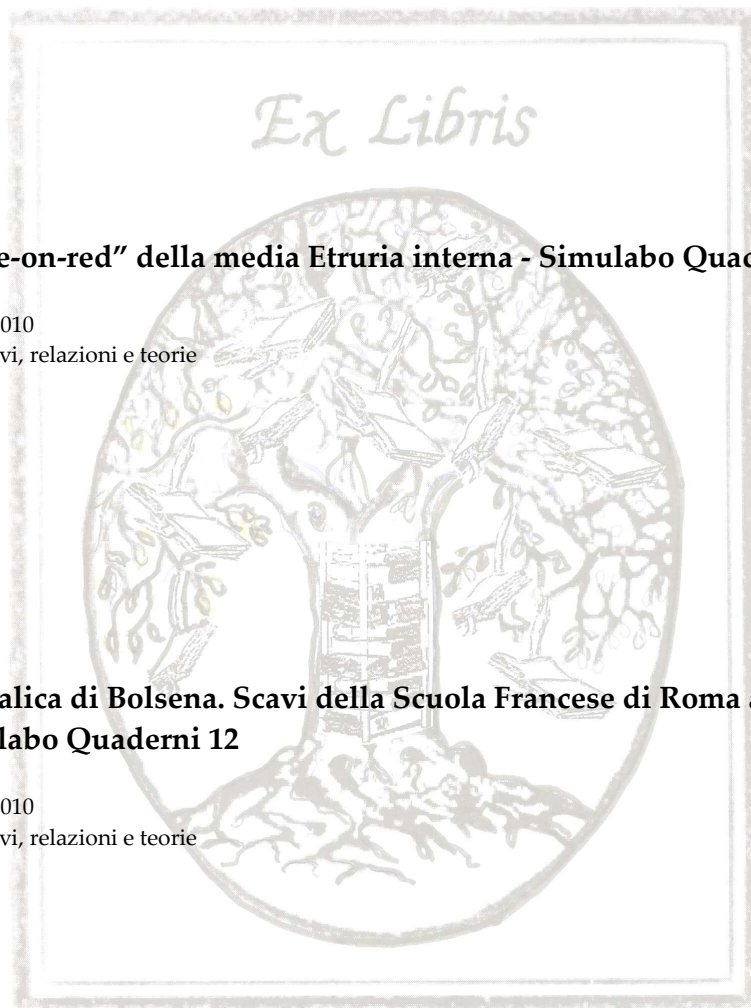 Ex Libris
e-on-red” della media Etruria interna - Simulabo Quad
010
vi, relazioni e teorie
alica di Bolsena. Scavi della Scuola Francese di Roma a
labo Quaderni 12
010
vi, relazioni e teorie